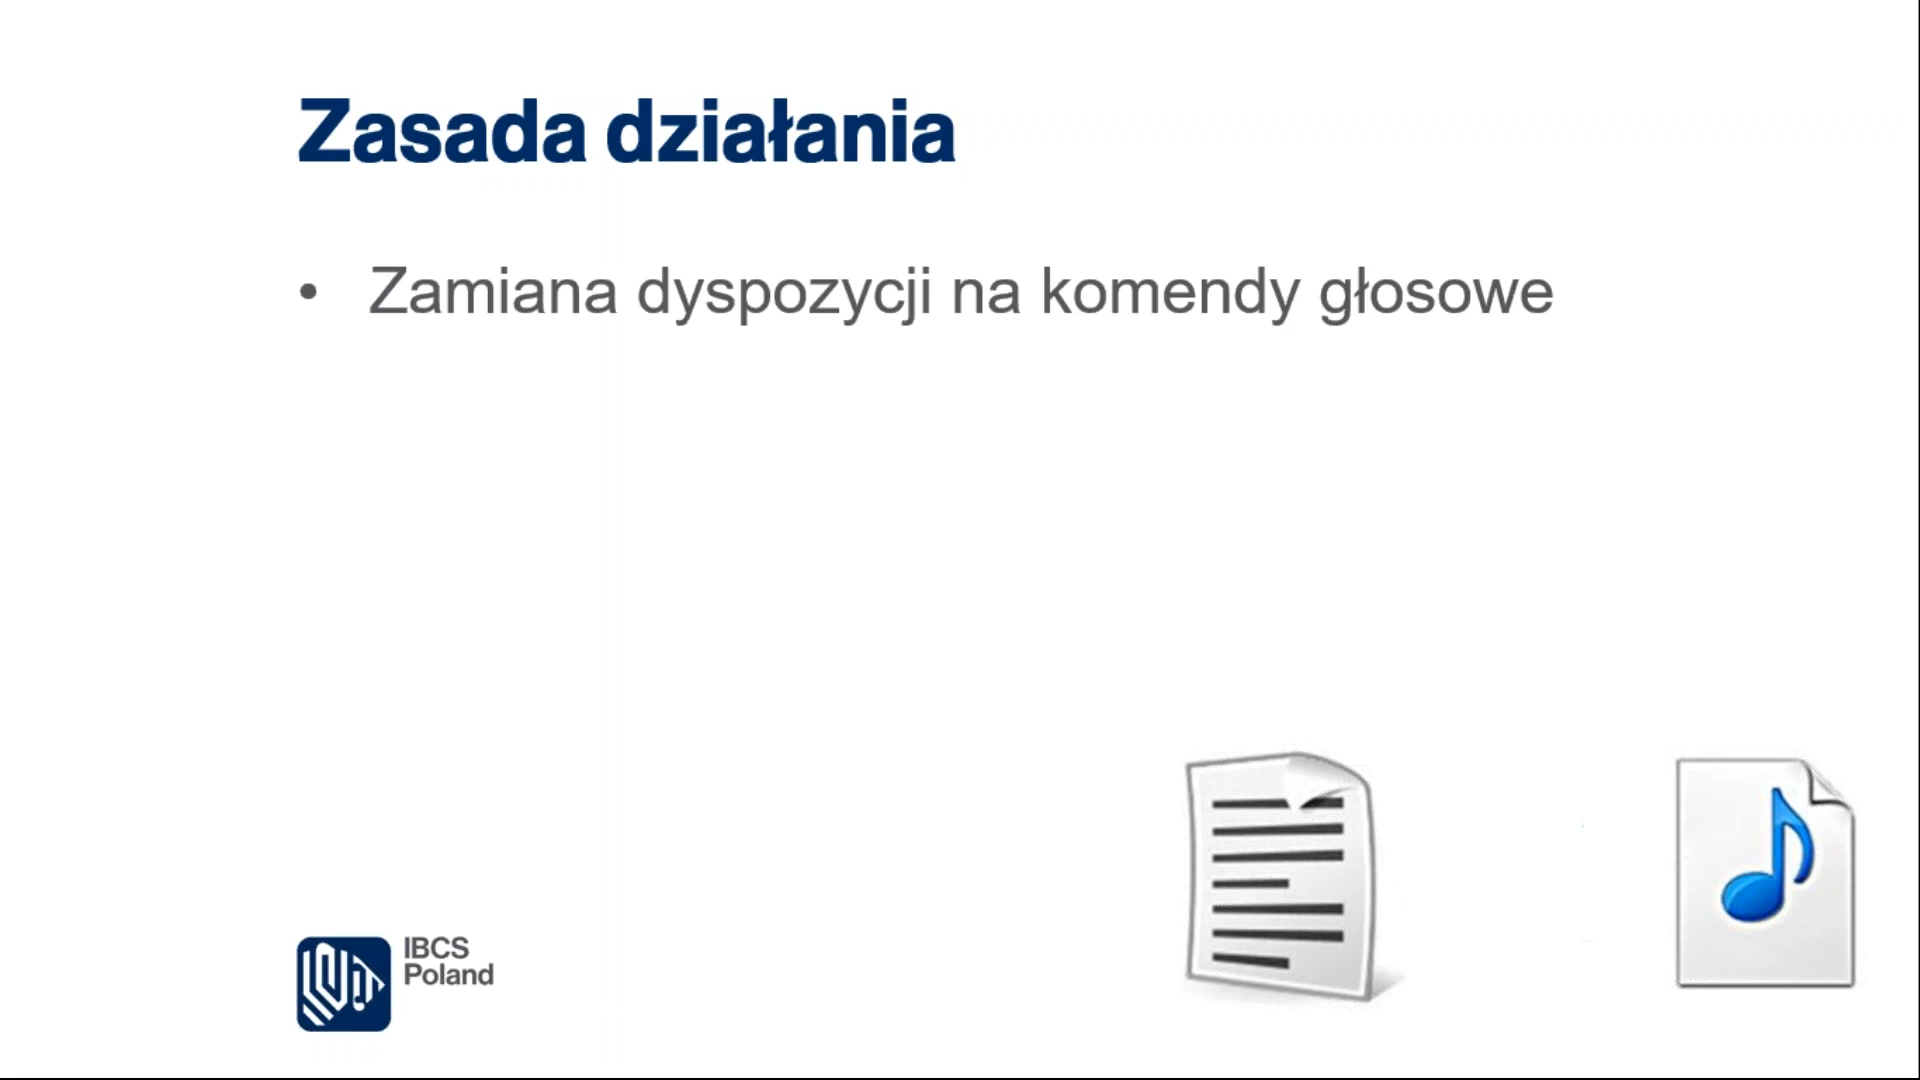 Zasada działania
• Zamiana dyspozycji na komendy głosowe
IBCS
Poland